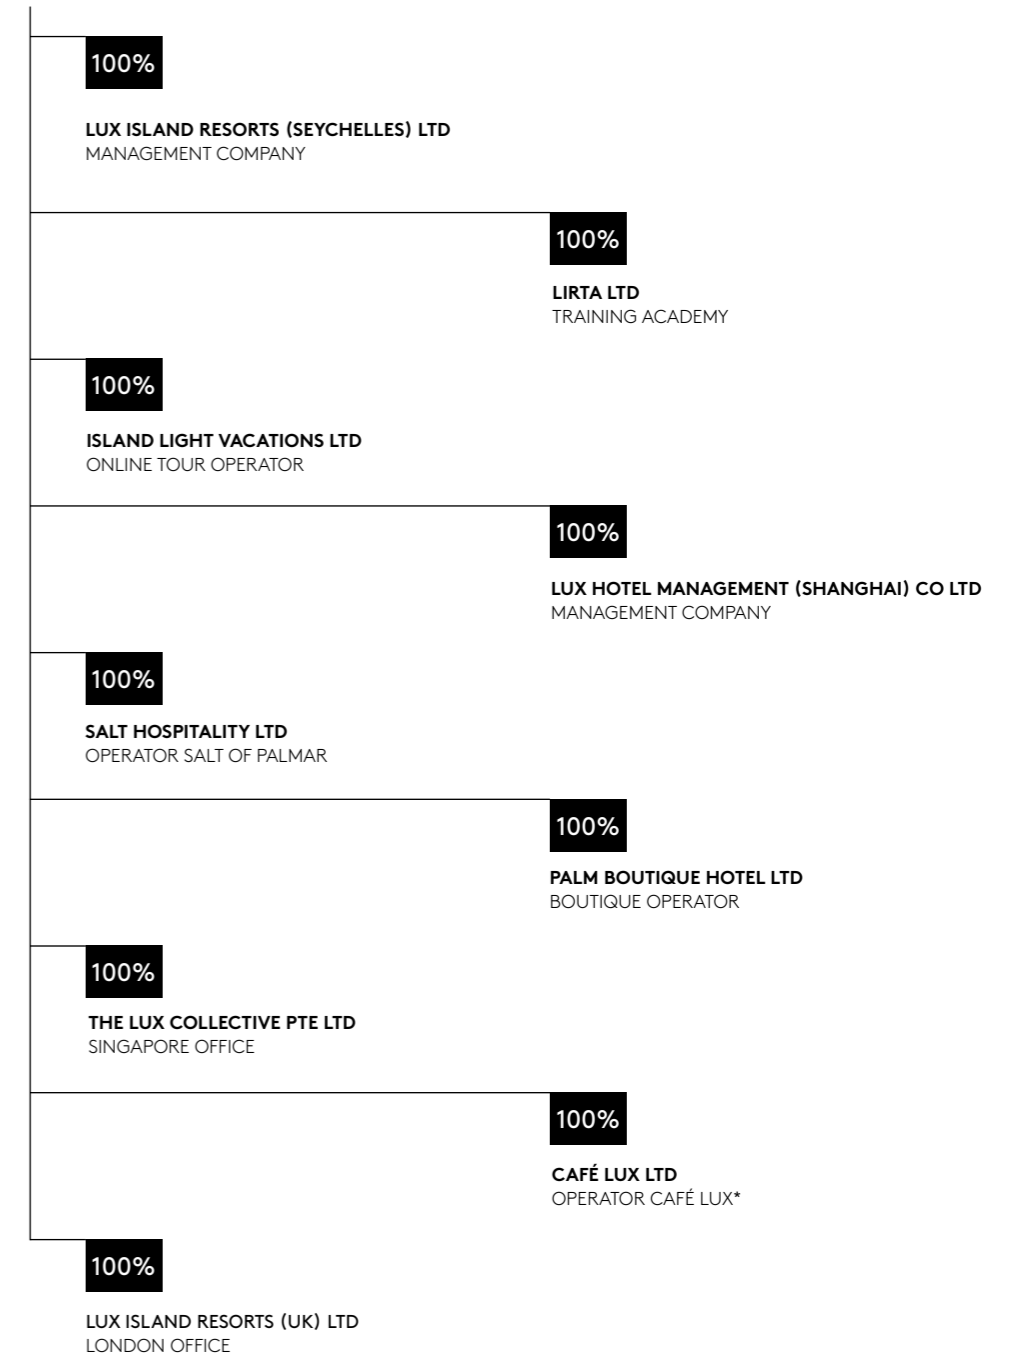 100%
LUX ISLAND RESORTS (SEYCHELLES) LTD
MANAGEMENT COMPANY
100%
LIRTA LTD
TRAINING ACADEMY
100%
ISLAND LIGHT VACATIONS LTD
ONLINE TOUR OPERATOR
100%
LUX HOTEL MANAGEMENT (SHANGHAI) CO LTD
MANAGEMENT COMPANY
100%
SALT HOSPITALITY LTD
OPERATOR SALT OF PALMAR
100%
PALM BOUTIQUE HOTEL LTD
BOUTIQUE OPERATOR
100%
THE LUX COLLECTIVE PTE LTD
SINGAPORE OFFICE
100%
CAFÉ LUX LTD
OPERATOR CAFÉ LUX*
100%
LUX ISLAND RESORTS (UK) LTD
LONDON OFFICE